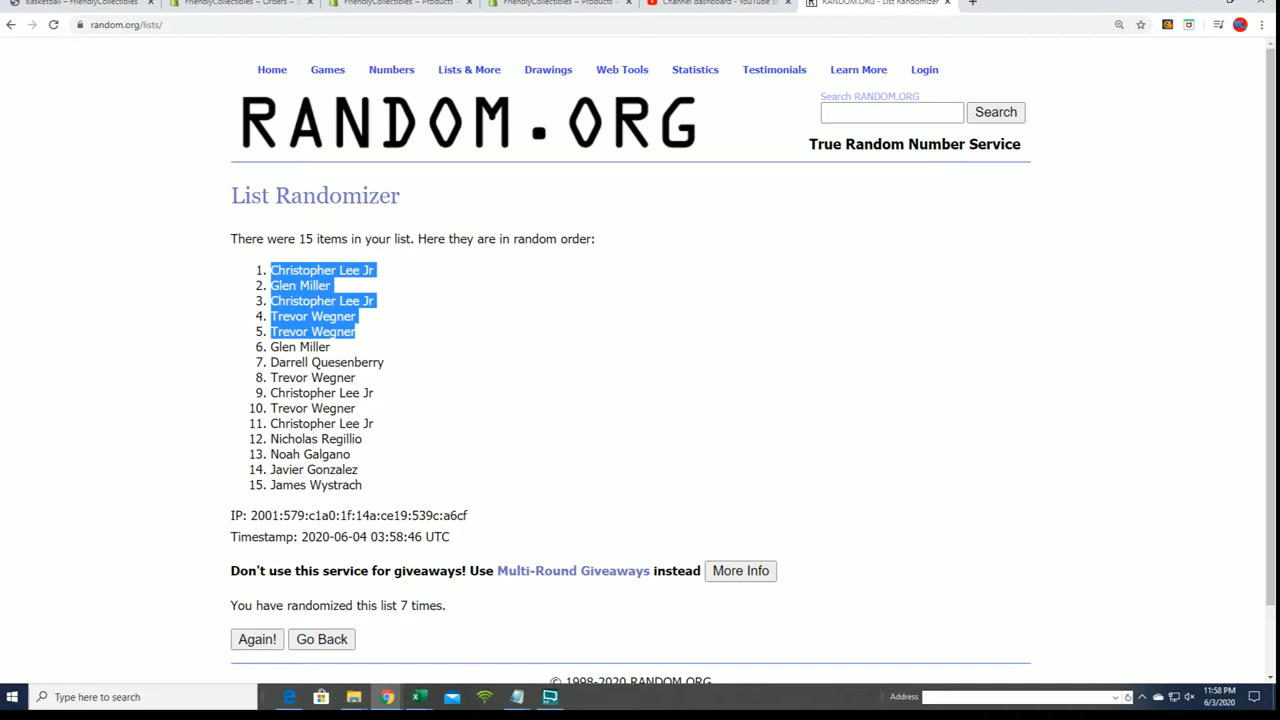 Basketball – FriendlyCollectibles
FriendlyCollectibles ~ Orders ~
FriendlyCollectibles ~ Products
FriendlyCollectibles ~ Products
Channel dashboard - YouTube
RANDOM.ORG - List Randomizer
random.org/lists/
Home Games Numbers Lists & More Drawings Web Tools Statistics Testimonials Learn More Login
RANDOM.ORG
Search RANDOM.ORG
Search
True Random Number Service
List Randomizer
There were 15 items in your list. Here they are in random order:
1. Christopher Lee Jr
2. Glen Miller
3. Christopher Lee Jr
4. Trevor Wegner
5. Trevor Wegner
6. Glen Miller
7. Darrell Quesenberry
8. Trevor Wegner
9. Christopher Lee Jr
10. Trevor Wegner
11. Christopher Lee Jr
12. Nicholas Regillio
13. Noah Galgano
14. Javier Gonzalez
15. James Wystrach
IP: 2001:579:c1a0:1f:14a:ce19:539c:a6cf
Timestamp: 2020-06-04 03:58:46 UTC
Don't use this service for giveaways! Use Multi-Round Giveaways instead More Info
You have randomized this list 7 times.
Again! Go Back
© 1998-2020 RANDOM.ORG
Type here to search
Address
11:58 PM
6/3/2020